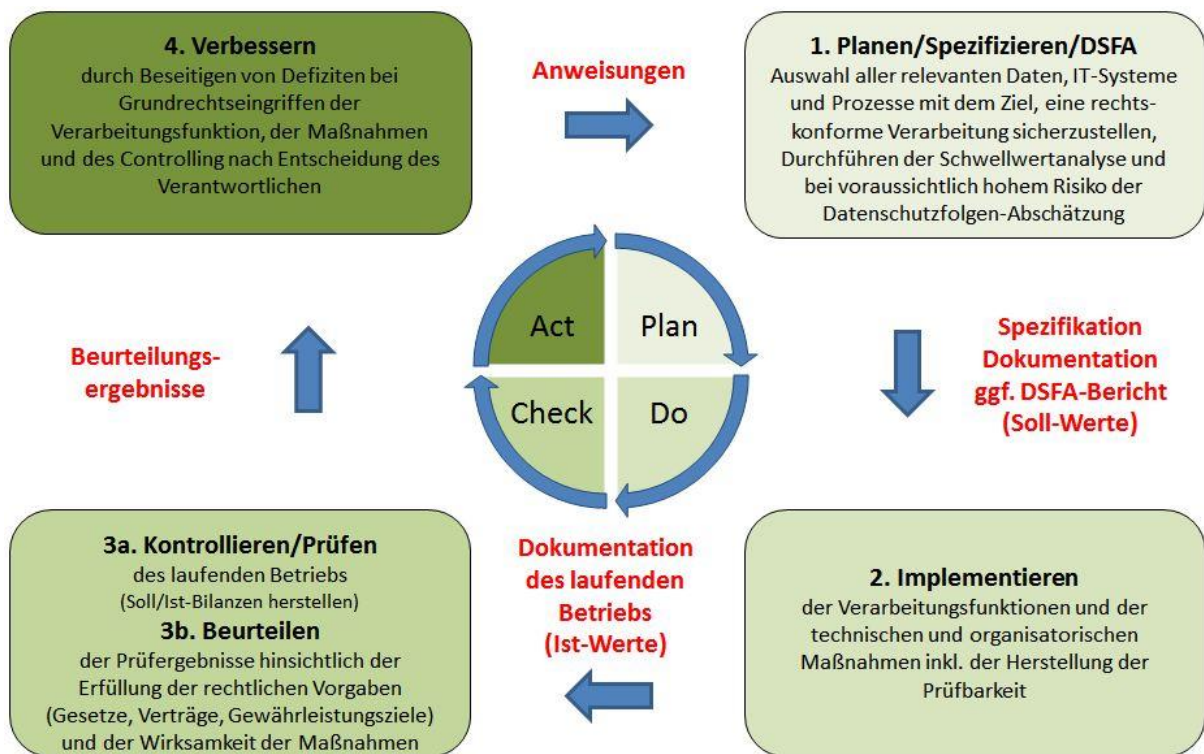 4. Verbessern
durch Beseitigen von Defiziten bei
Grundrechtseingriffen der
Verarbeitungsfunktion, der Maßnahmen
und des Controlling nach Entscheidung des
Verantwortlichen
Anweisungen
1. Planen/Spezifizieren/DSFA
Auswahl aller relevanten Daten, IT-Systeme
und Prozesse mit dem Ziel, eine rechts-
konforme Verarbeitung sicherzustellen,
Durchführen der Schwellwertanalyse und
bei voraussichtlich hohem Risiko der
Datenschutzfolgen-Abschätzung
Act
Plan
Check
Do
Beurteilungs-
ergebnisse
Spezifikation
Dokumentation
ggf. DSFA-Bericht
(Soll-Werte)
3a. Kontrollieren/Prüfen
des laufenden Betriebs
(Soll/Ist-Bilanzen herstellen)
3b. Beurteilen
der Prüfergebnisse hinsichtlich der
Erfüllung der rechtlichen Vorgaben
(Gesetze, Verträge, Gewährleistungsziele)
und der Wirksamkeit der Maßnahmen
Dokumentation
des laufenden
Betriebs
(Ist-Werte)
2. Implementieren
der Verarbeitungsfunktionen und der
technischen und organisatorischen
Maßnahmen inkl. der Herstellung der
Prüfbarkeit